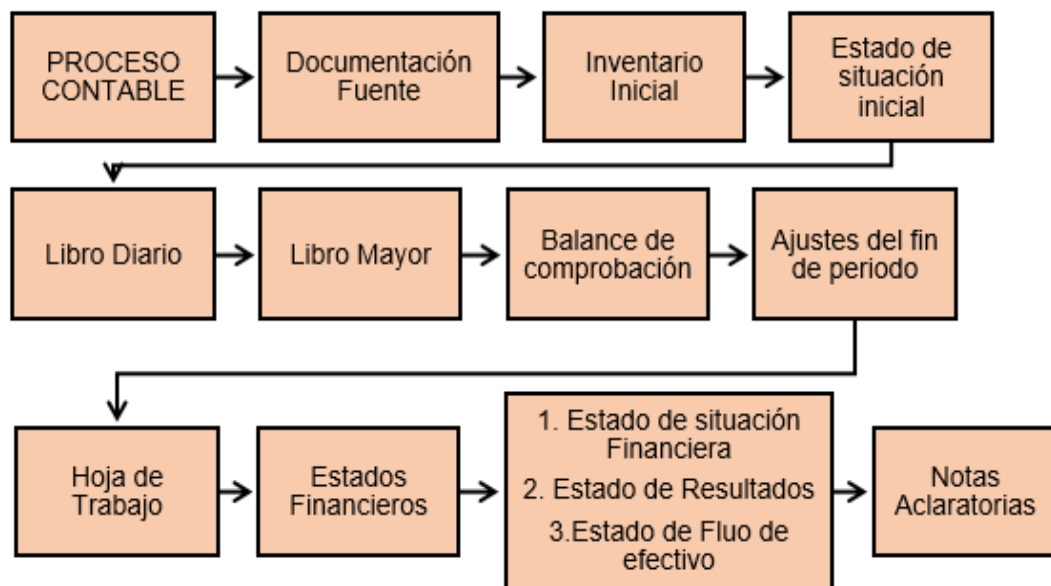 PROCESO
CONTABLE
Documentación
Fuente
Inventario
Inicial
Estado de
situación
inicial
Libro Diario
Libro Mayor
Balance de
comprobación
Ajustes del fin
de periodo
Hoja de
Trabajo
Estados
Financieros
1. Estado de situación
Financiera
2. Estado de Resultados
3.Estado de Fluo de
efectivo
Notas
Aclaratorias